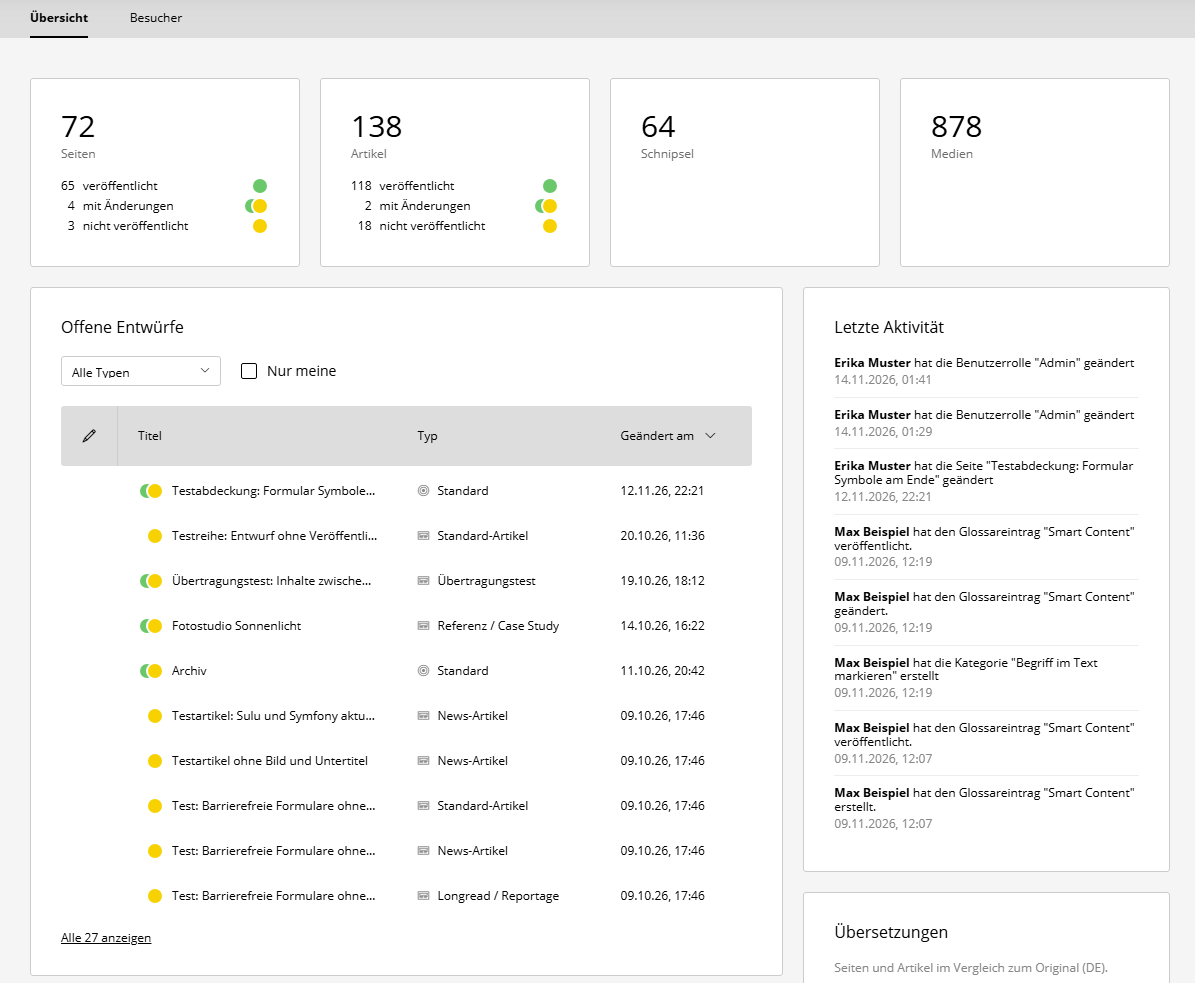 Übersicht Besucher
72
Seiten
65 veröffentlicht
4 mit Änderungen
3 nicht veröffentlicht
138
Artikel
118 veröffentlicht
2 mit Änderungen
18 nicht veröffentlicht
64
Schnipsel
878
Medien
Offene Entwürfe
Alle Typen Nur meine
Titel Typ Geändert am
Testabdeckung: Formular Symbole... Standard 12.11.26, 22:21
Testreihe: Entwurf ohne Veröffentli... Standard-Artikel 20.10.26, 11:36
Übertragungstest: Inhalte zwische... Übertragungstest 19.10.26, 18:12
Fotostudio Sonnenlicht Referenz / Case Study 14.10.26, 16:22
Archiv Standard 11.10.26, 20:42
Testartikel: Sulu und Symfony aktu... News-Artikel 09.10.26, 17:46
Testartikel ohne Bild und Untertitel News-Artikel 09.10.26, 17:46
Test: Barrierefreie Formulare ohne... Standard-Artikel 09.10.26, 17:46
Test: Barrierefreie Formulare ohne... News-Artikel 09.10.26, 17:46
Test: Barrierefreie Formulare ohne... Longread / Reportage 09.10.26, 17:46
Alle 27 anzeigen
Letzte Aktivität
Erika Muster hat die Benutzerrolle "Admin" geändert
14.11.2026, 01:41
Erika Muster hat die Benutzerrolle "Admin" geändert
14.11.2026, 01:29
Erika Muster hat die Seite "Testabdeckung: Formular
Symbole am Ende" geändert
12.11.2026, 22:21
Max Beispiel hat den Glossareintrag "Smart Content"
veröffentlicht.
09.11.2026, 12:19
Max Beispiel hat den Glossareintrag "Smart Content"
geändert.
09.11.2026, 12:19
Max Beispiel hat die Kategorie "Begriff im Text
markieren" erstellt
09.11.2026, 12:19
Max Beispiel hat den Glossareintrag "Smart Content"
veröffentlicht.
09.11.2026, 12:07
Max Beispiel hat den Glossareintrag "Smart Content"
erstellt.
09.11.2026, 12:07
Übersetzungen
Seiten und Artikel im Vergleich zum Original (DE).